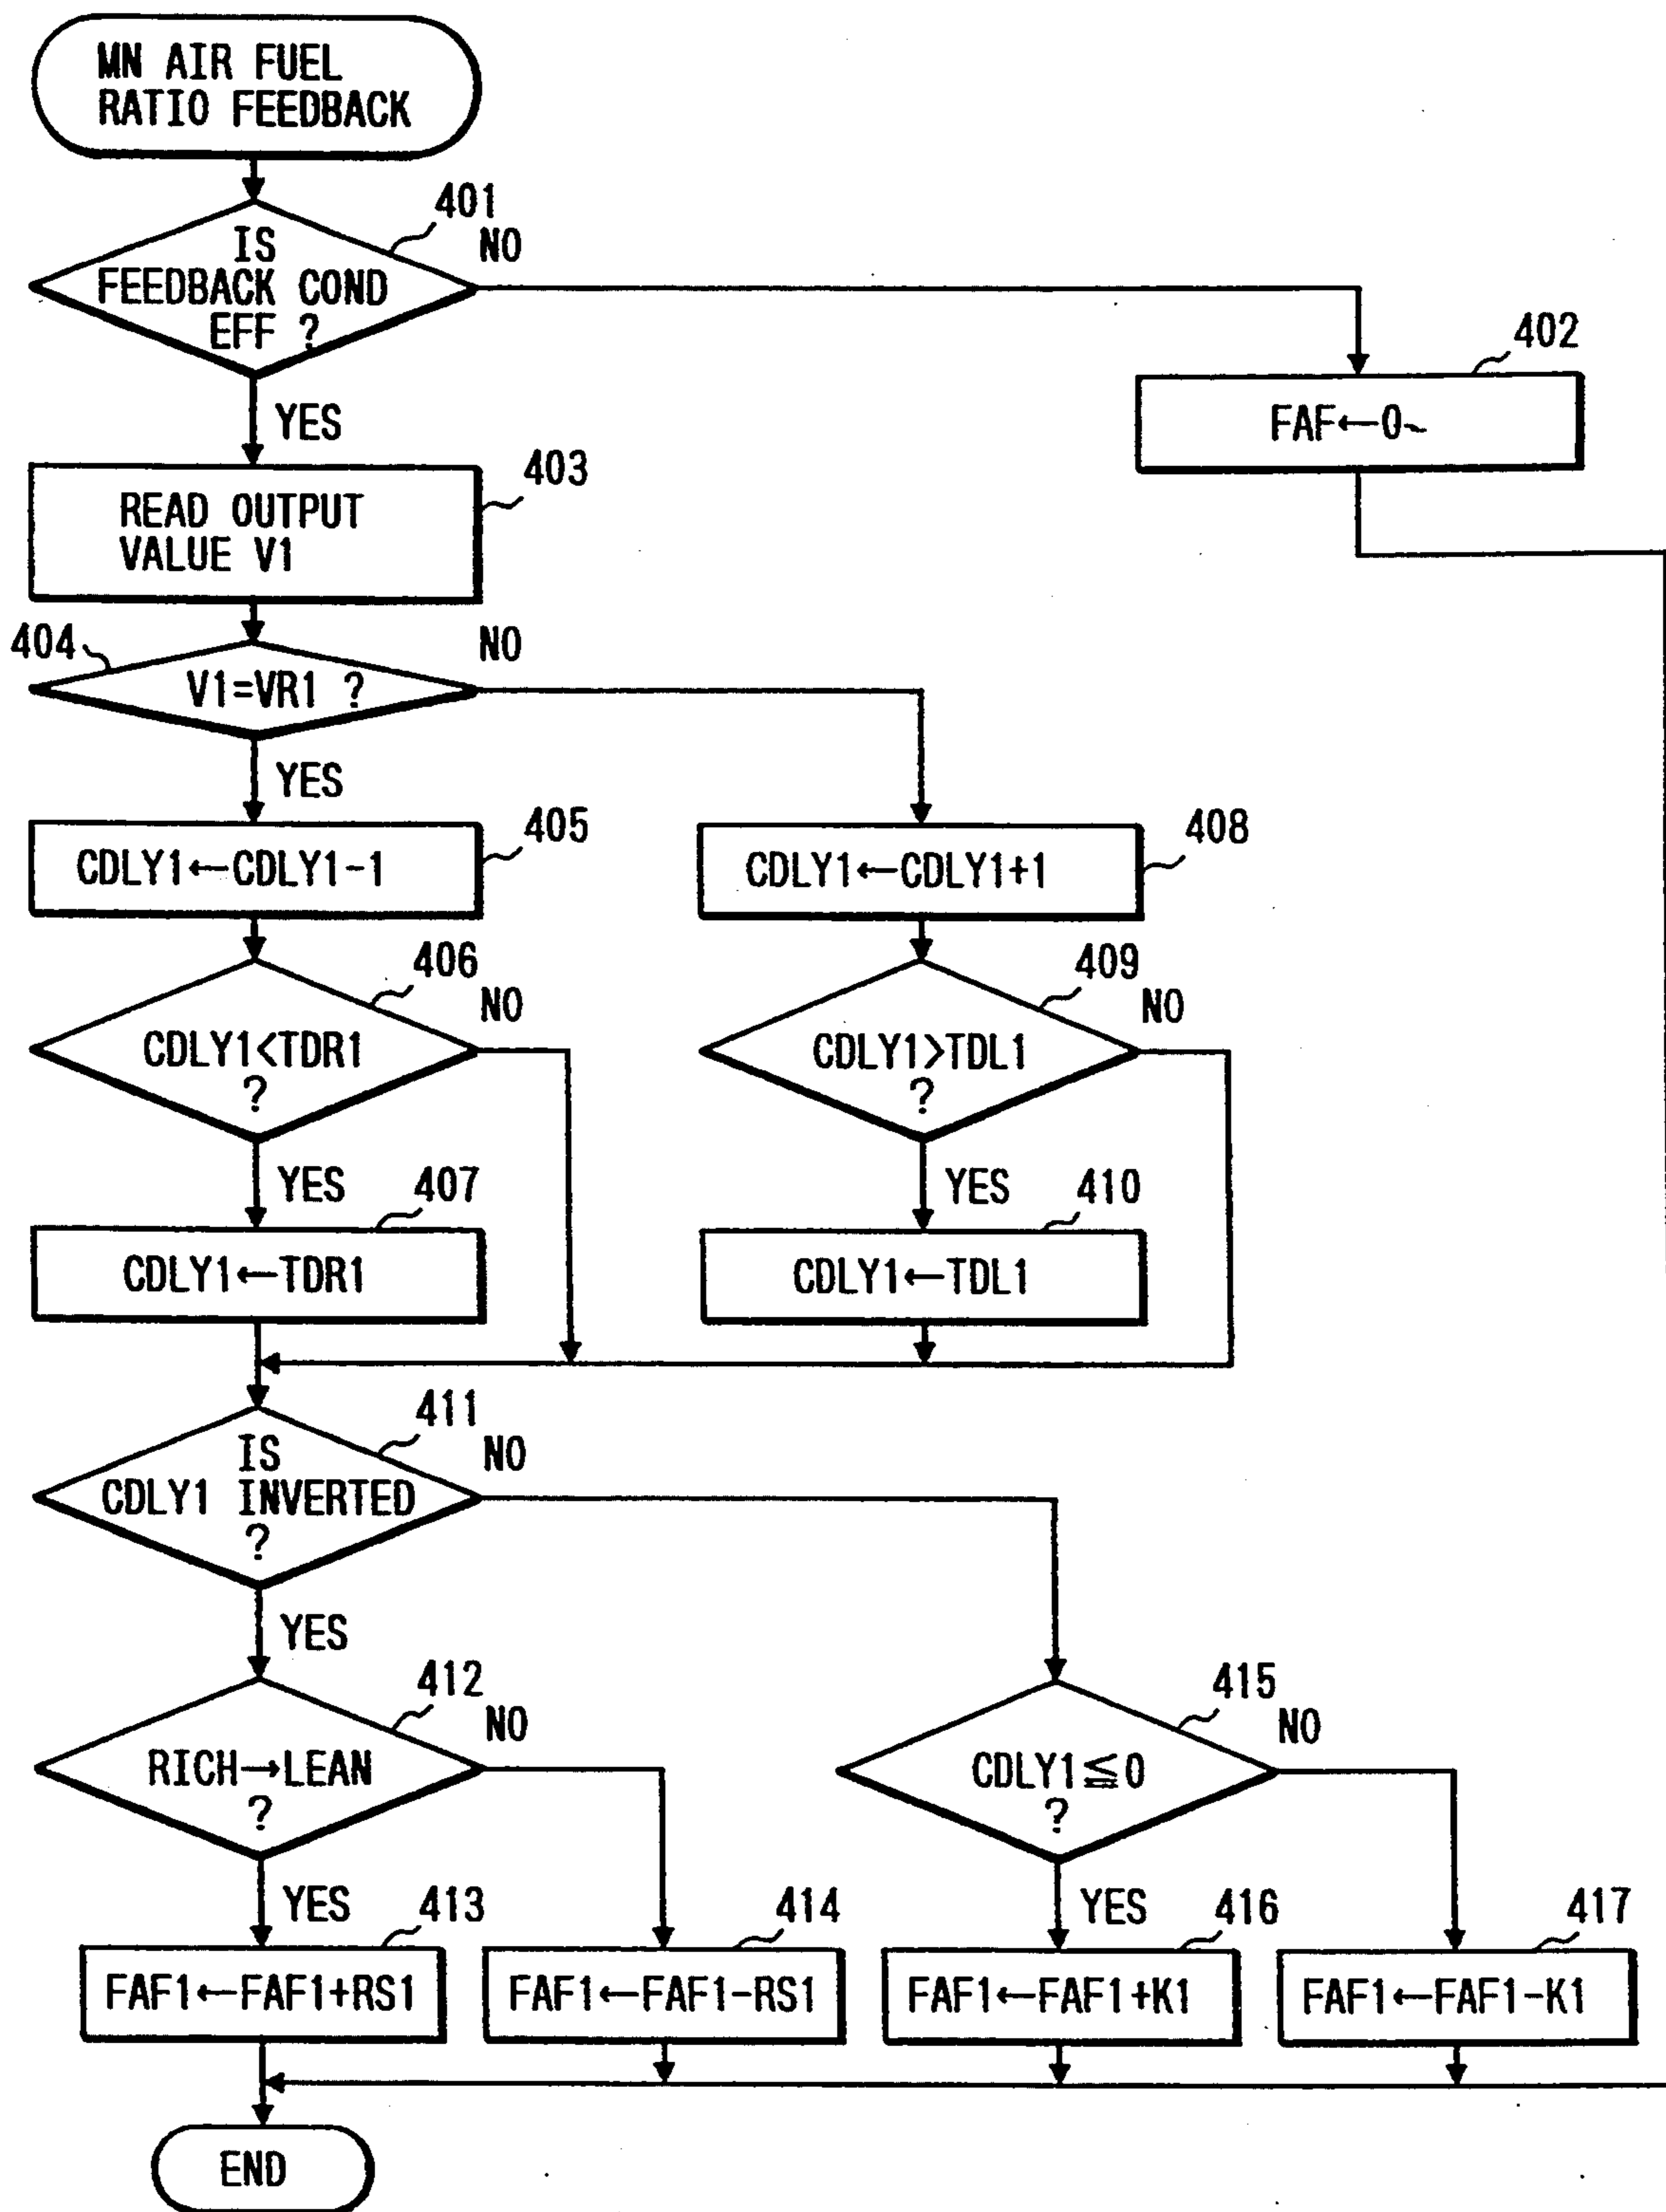 MN AIR FUEL
RATIO FEEDBACK
401
IS
FEEDBACK COND
EFF ?
NO
YES
402
FAF←0
403
READ OUTPUT
VALUE V1
404
V1=VR1 ?
NO
YES
405
CDLY1←CDLY1-1
408
CDLY1←CDLY1+1
406
CDLY1<TDR1
?
NO
YES
409
CDLY1>TDL1
?
NO
YES
407
CDLY1←TDR1
410
CDLY1←TDL1
411
IS
CDLY1 INVERTED
?
NO
YES
412
RICH→LEAN
?
NO
YES
415
CDLY1≦0
?
NO
YES
413
FAF1←FAF1+RS1
414
FAF1←FAF1-RS1
416
FAF1←FAF1+K1
417
FAF1←FAF1-K1
END